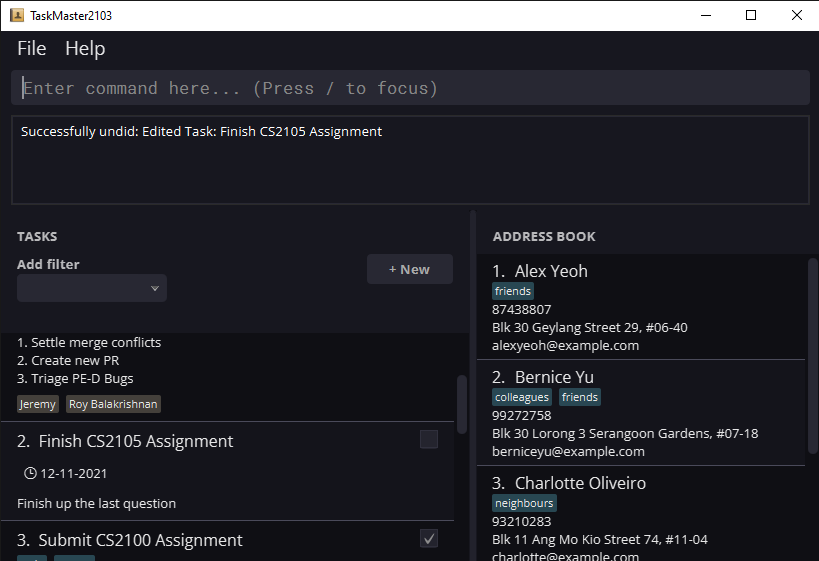 TaskMaster2103
File Help
Enter command here... (Press / to focus)
Successfully undid: Edited Task: Finish CS2105 Assignment
TASKS
Add filter
+ New
1. Settle merge conflicts
2. Create new PR
3. Triage PE-D Bugs
Jeremy Roy Balakrishnan
2. Finish CS2105 Assignment
12-11-2021
Finish up the last question
3. Submit CS2100 Assignment
ADDRESS BOOK
1. Alex Yeoh
friends
87438807
Blk 30 Geylang Street 29, #06-40
alexyeoh@example.com
2. Bernice Yu
colleagues friends
99272758
Blk 30 Lorong 3 Serangoon Gardens, #07-18
berniceyu@example.com
3. Charlotte Oliveiro
neighbours
93210283
Blk 11 Ang Mo Kio Street 74, #11-04
charlotte@example.com